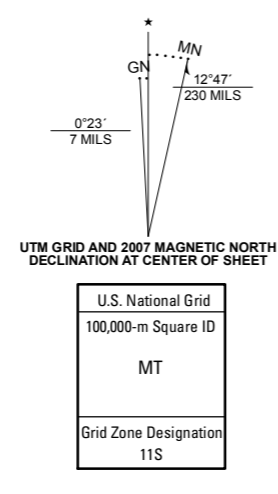 ★
MN
GN
12°47´
230 MILS
0°23´
7 MILS
UTM GRID AND 2007 MAGNETIC NORTH
DECLINATION AT CENTER OF SHEET
U.S. National Grid
100,000-m Square ID
MT
Grid Zone Designation
11S